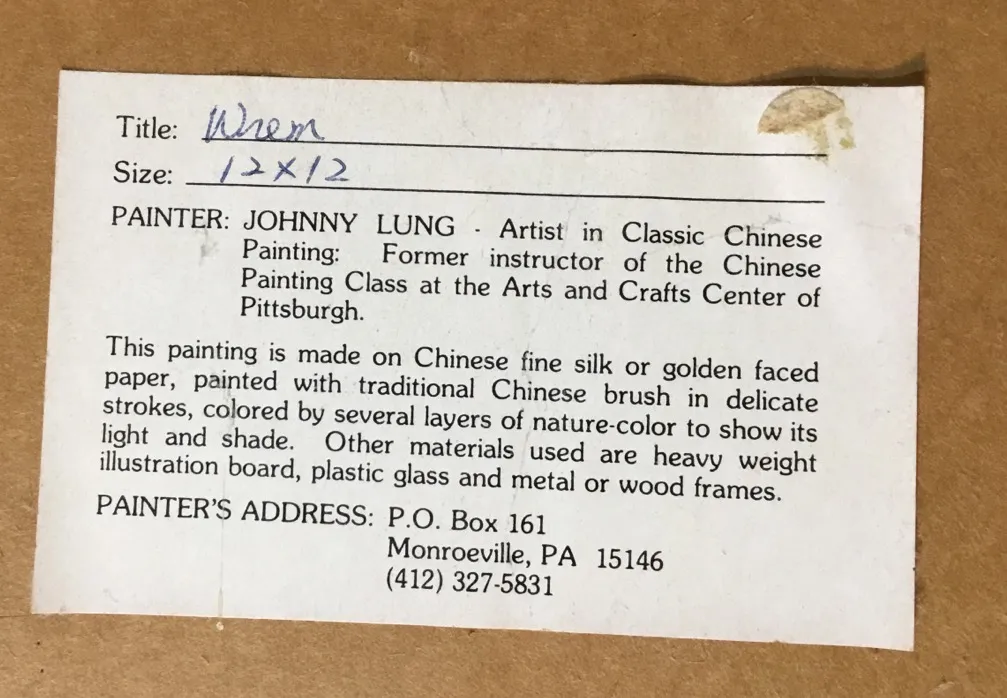 Title: Wrem
Size: 12X12
PAINTER: JOHNNY LUNG - Artist in Classic Chinese
Painting: Former instructor of the Chinese
Painting Class at the Arts and Crafts Center of
Pittsburgh.
This painting is made on Chinese fine silk or golden faced
paper, painted with traditional Chinese brush in delicate
strokes, colored by several layers of nature-color to show its
light and shade. Other materials used are heavy weight
illustration board, plastic glass and metal or wood frames.
PAINTER'S ADDRESS: P.O. Box 161
Monroeville, PA 15146
(412) 327-5831